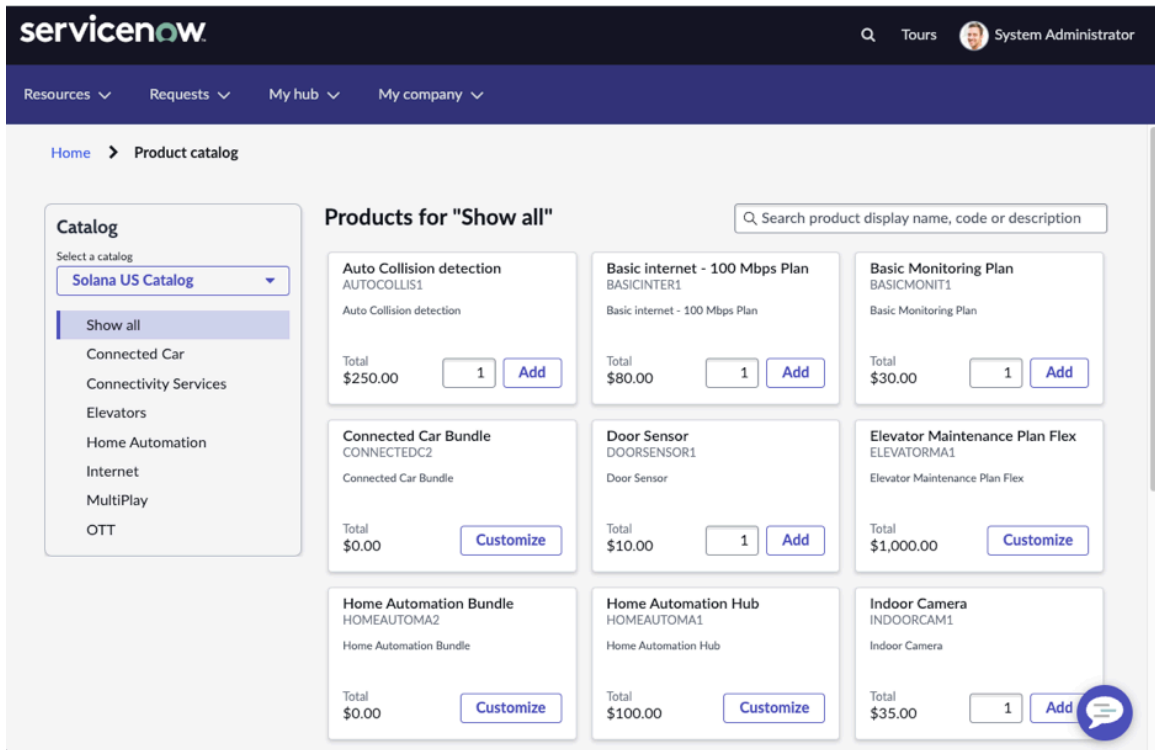 servicenow.
Tours
System Administrator
Resources
Requests
My hub
My company
Home
Product catalog
Catalog
Select a catalog
Solana US Catalog
Show all
Connected Car
Connectivity Services
Elevators
Home Automation
Internet
MultiPlay
OTT
Products for "Show all"
Search product display name, code or description
Auto Collision detection
AUTOCOLLIS1
Auto Collision detection
Total
$250.00
1
Add
Basic internet - 100 Mbps Plan
BASICINTER1
Basic internet - 100 Mbps Plan
Total
$80.00
1
Add
Basic Monitoring Plan
BASICMONIT1
Basic Monitoring Plan
Total
$30.00
1
Add
Connected Car Bundle
CONNECTEDC2
Connected Car Bundle
Total
$0.00
Customize
Door Sensor
DOORSENSOR1
Door Sensor
Total
$10.00
1
Add
Elevator Maintenance Plan Flex
ELEVATORMA1
Elevator Maintenance Plan Flex
Total
$1,000.00
Customize
Home Automation Bundle
HOMEAUTOMA2
Home Automation Bundle
Total
$0.00
Customize
Home Automation Hub
HOMEAUTOMA1
Home Automation Hub
Total
$100.00
Customize
Indoor Camera
INDOORCAM1
Indoor Camera
Total
$35.00
1
Add